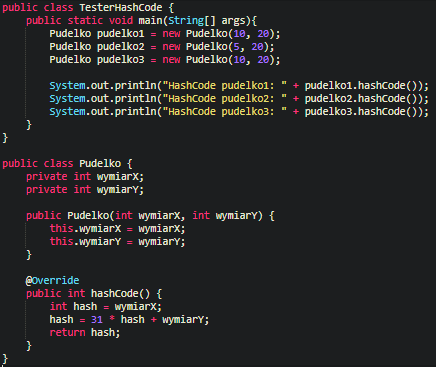 public class TesterHashCode {
public static void main(String[] args){
Pudelko pudelko1 = new Pudelko(10, 20);
Pudelko pudelko2 = new Pudelko(5, 20);
Pudelko pudelko3 = new Pudelko(10, 20);
System.out.println("HashCode pudelko1: " + pudelko1.hashCode());
System.out.println("HashCode pudelko2: " + pudelko2.hashCode());
System.out.println("HashCode pudelko3: " + pudelko3.hashCode());
}
}
public class Pudelko {
private int wymiarX;
private int wymiarY;
public Pudelko(int wymiarX, int wymiarY) {
this.wymiarX = wymiarX;
this.wymiarY = wymiarY;
}
@Override
public int hashCode() {
int hash = wymiarX;
hash = 31 * hash + wymiarY;
return hash;
}
}